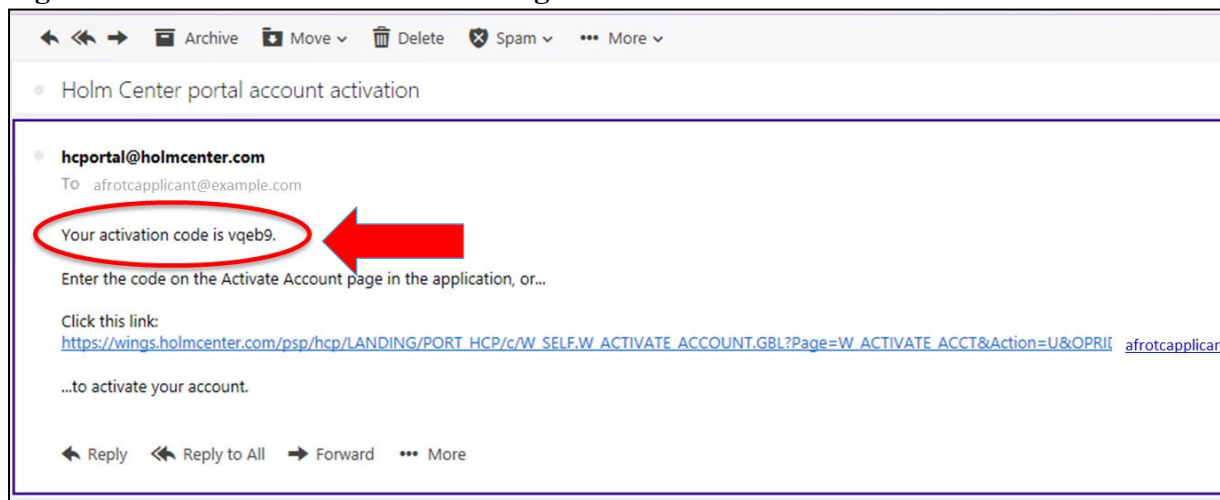 Archive Move Delete Spam More
Holm Center portal account activation
hcportal@holmcenter.com
To afrotcapplicant@example.com
Your activation code is vqeb9.
Enter the code on the Activate Account page in the application, or...
Click this link:
https://wings.holmcenter.com/psp/hcp/LANDING/PORT_HCP/c/W_SELF.W_ACTIVATE_ACCOUNT.GBL?Page=W_ACTIVATE_ACCT&Action=U&OPRID afrotcapplican
...to activate your account.
Reply Reply to All Forward More